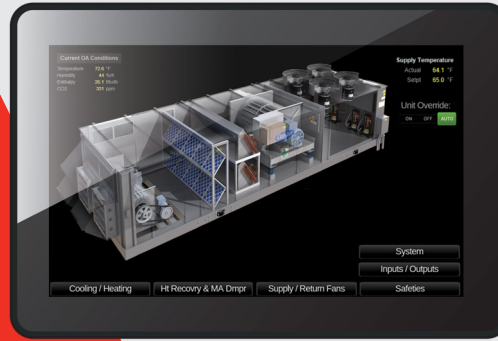 Current OA Conditions
Temperature 72.6 °F
Humidity 44 %rH
Enthalpy 26.1 btu/lb
CO2 331 ppm
Supply Temperature
Actual 64.1 °F
Setpt 65.0 °F
Unit Override:
ON OFF AUTO
System
Inputs / Outputs
Cooling / Heating Ht Recovry & MA Dmpr Supply / Return Fans Safeties